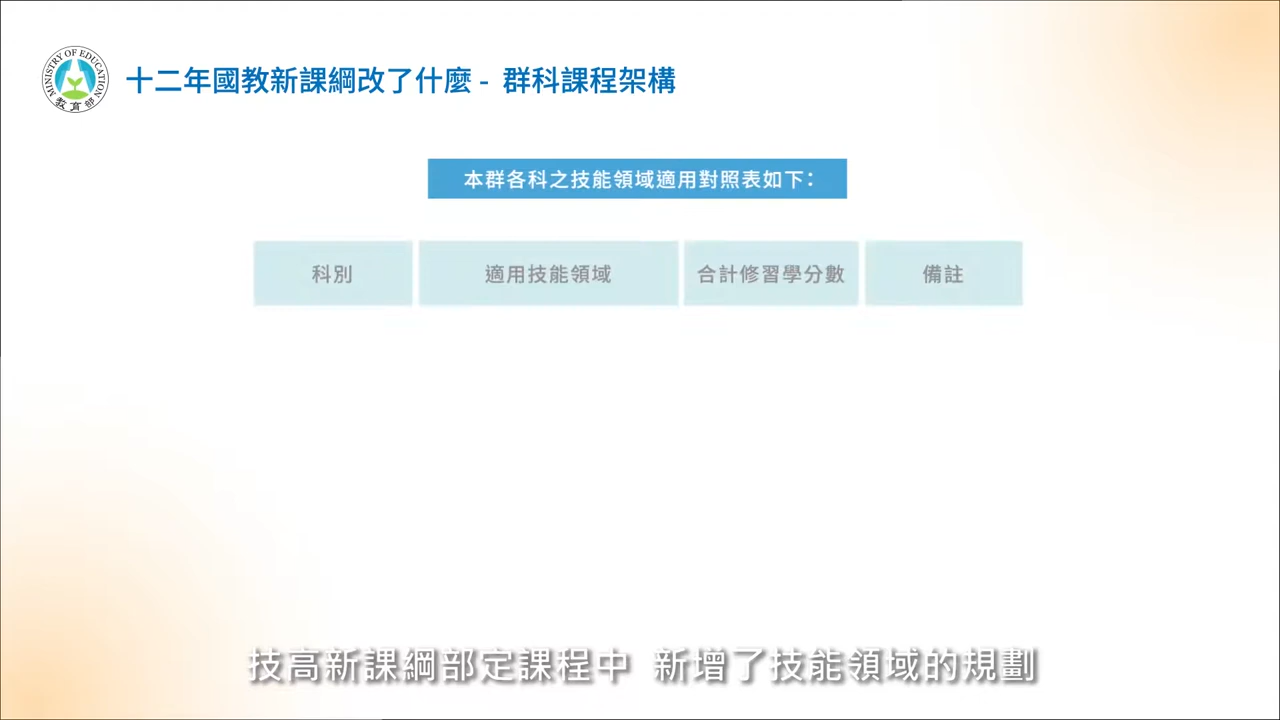 MINISTRY OF EDUCATION
教育部
十二年國教新課綱改了什麼 - 群科課程架構
本群各科之技能領域適用對照表如下：
科別 適用技能領域 合計修習學分數 備註
技高新課綱部定課程中 新增了技能領域的規劃